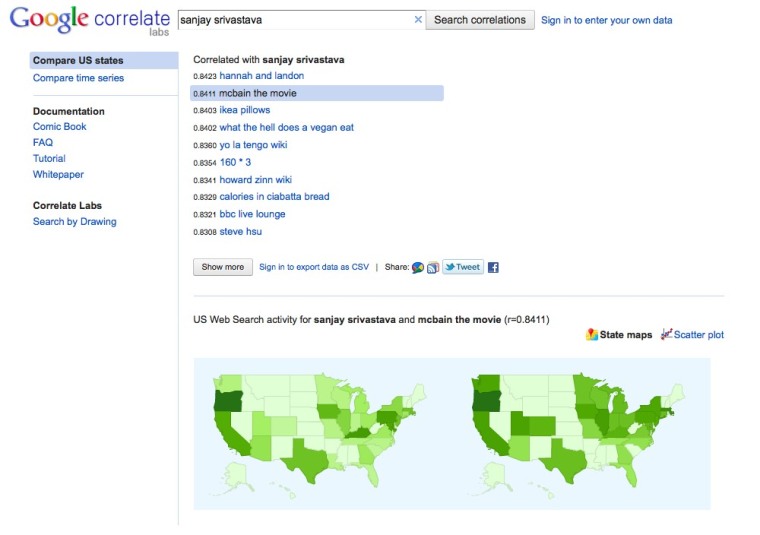 Google correlate
labs
sanjay srivastava
×
Search correlations
Sign in to enter your own data
Compare US states
Compare time series
Documentation
Comic Book
FAQ
Tutorial
Whitepaper
Correlate Labs
Search by Drawing
Correlated with sanjay srivastava
0.8423 hannah and landon
0.8411 mcbain the movie
0.8403 ikea pillows
0.8402 what the hell does a vegan eat
0.8360 yo la tengo wiki
0.8354 160 * 3
0.8341 howard zinn wiki
0.8329 calories in ciabatta bread
0.8321 bbc live lounge
0.8308 steve hsu
Show more
Sign in to export data as CSV | Share: Tweet
US Web Search activity for sanjay srivastava and mcbain the movie (r=0.8411)
State maps Scatter plot